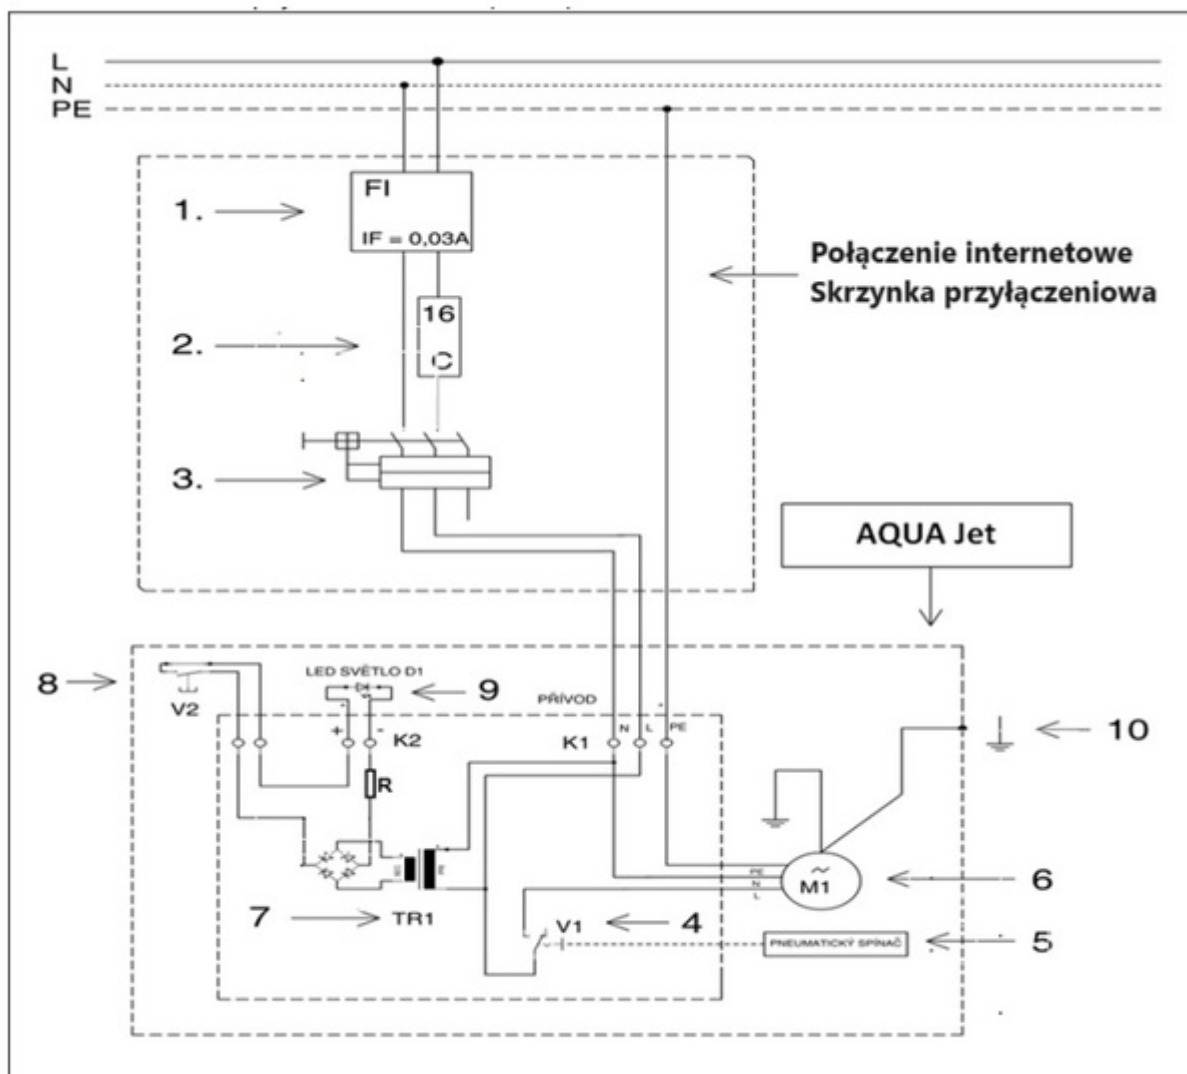 L
N
PE
FI
1.
IF = 0,03A
Połączenie internetowe
Skrzynka przyłączeniowa
16
2.
C
3.
AQUA Jet
8
LED SVĚTLO D1
9
V2
PŘÍVOD
10
+
-
K2
K1
N
L
PE
R
6
PE
N
L
~
M1
7
TR1
V1
4
PNEUMATICKÝ SPÍNAČ
5